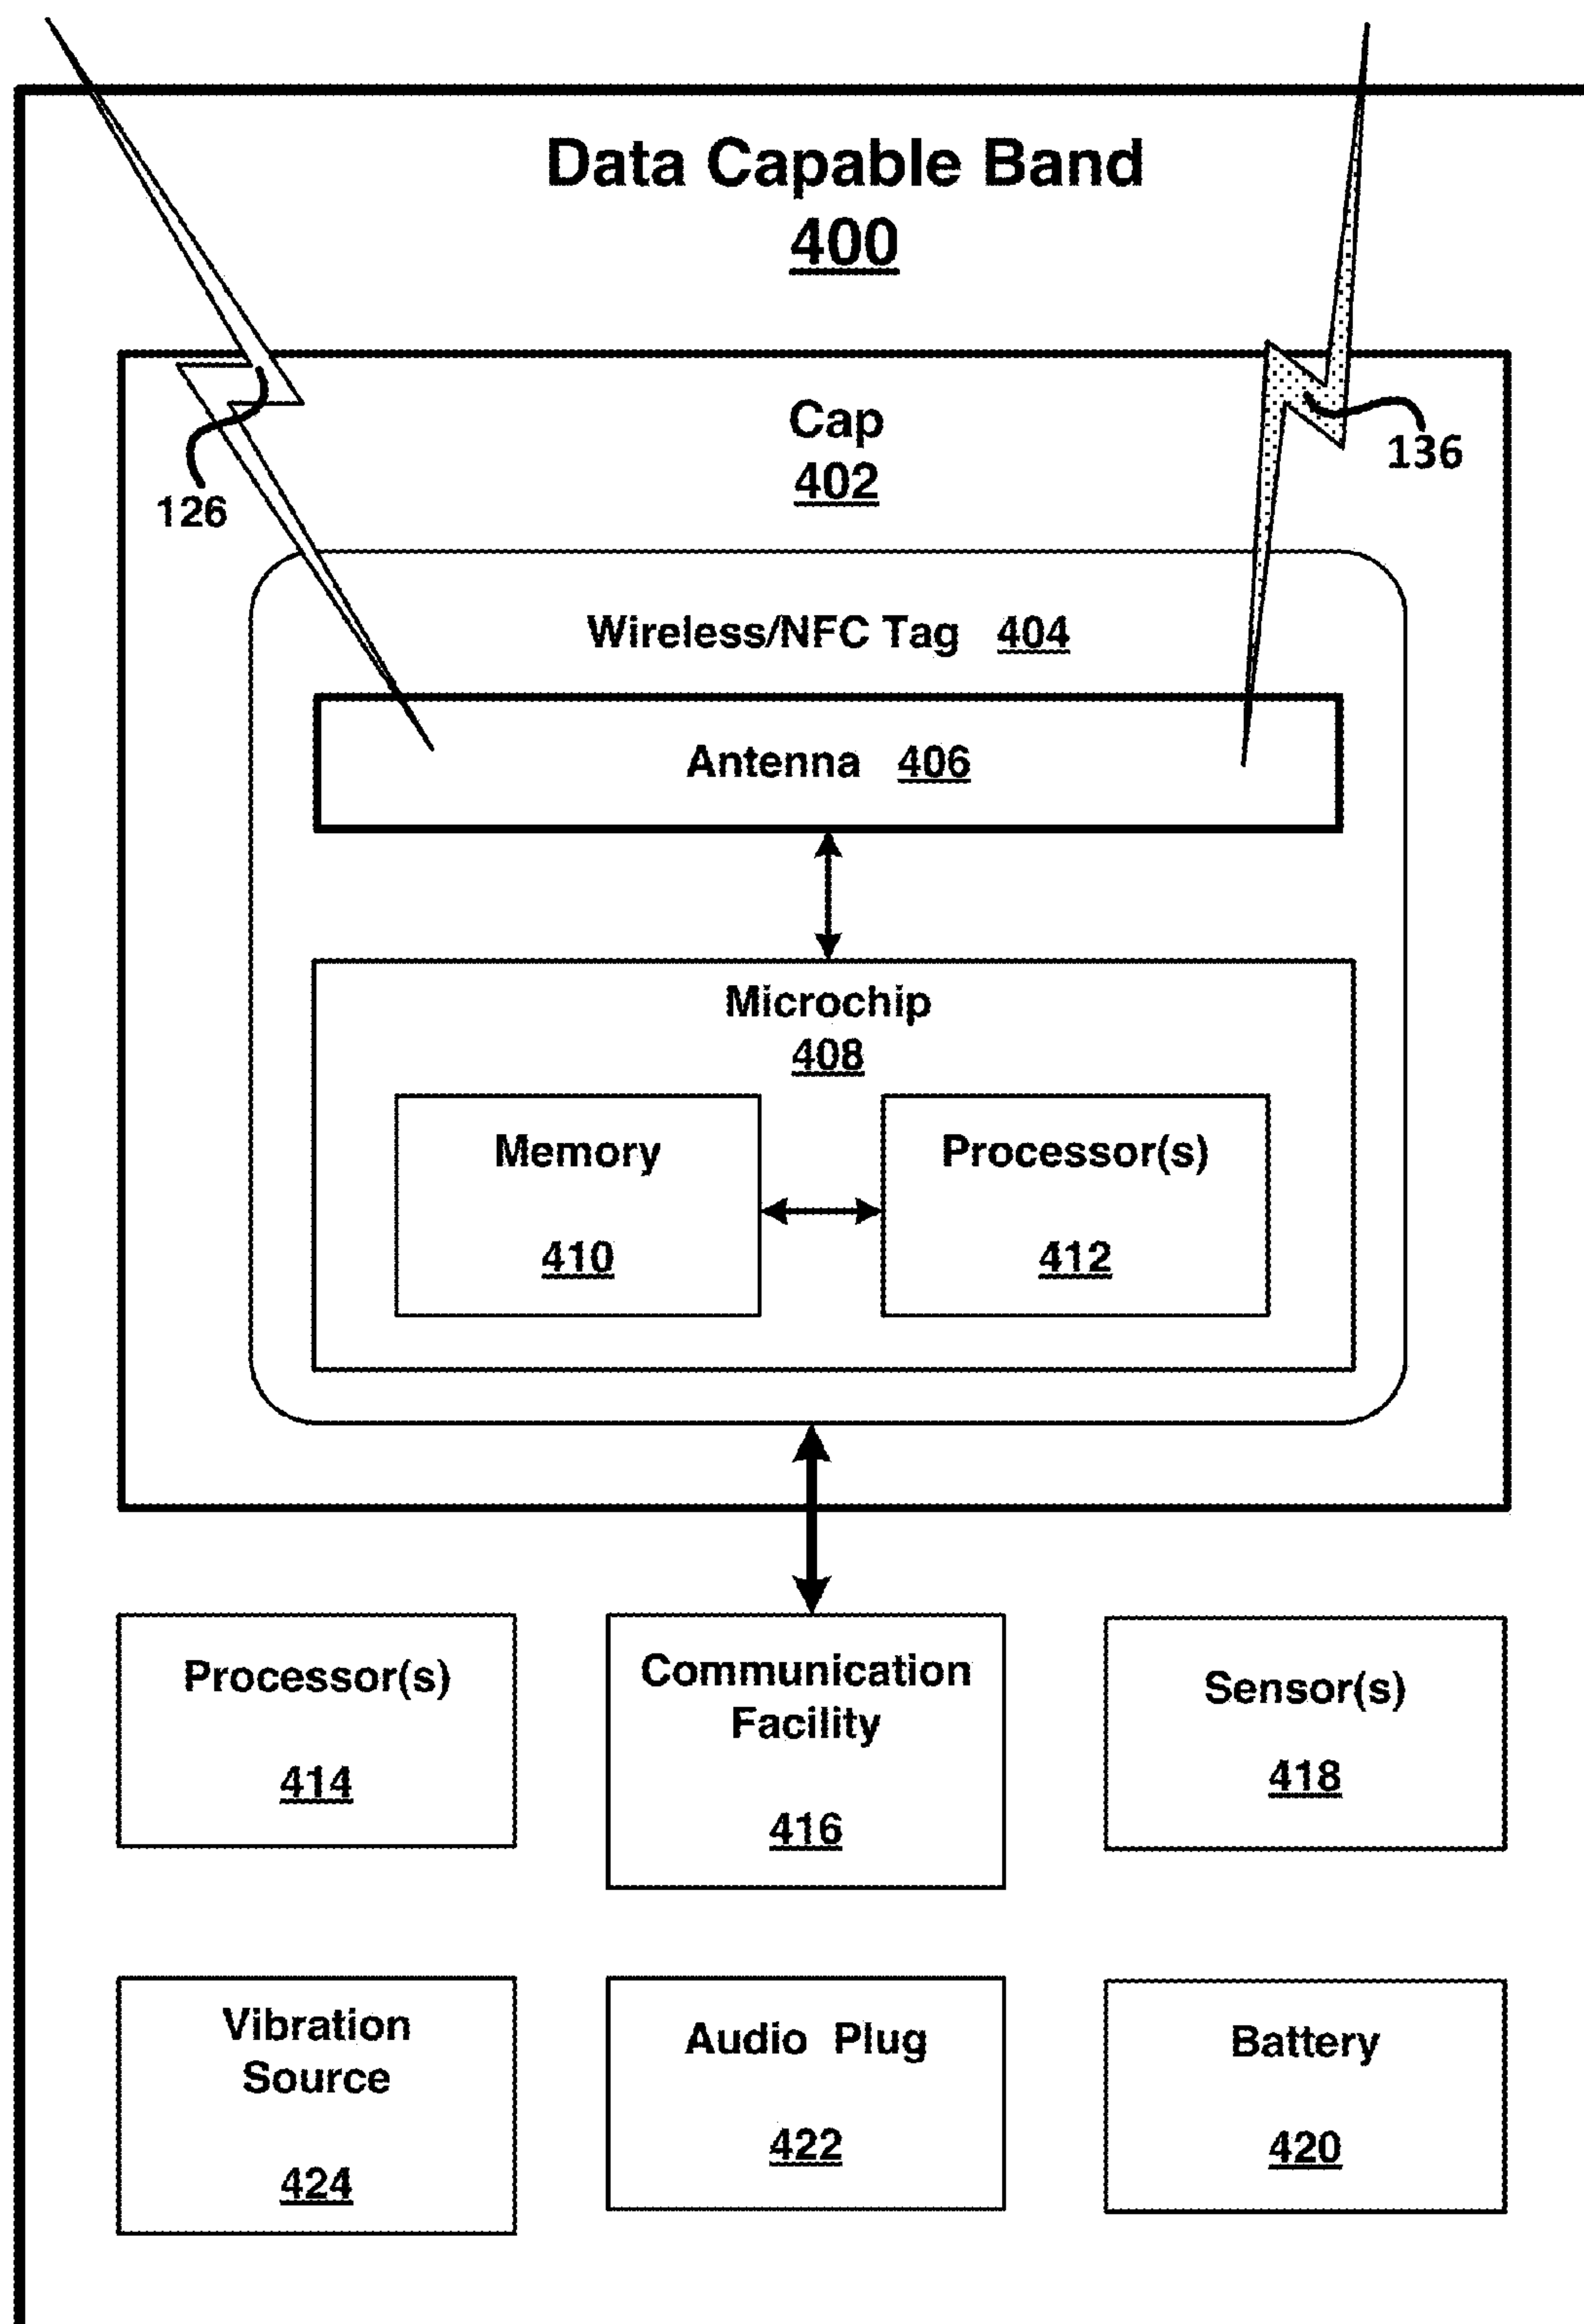 Data Capable Band
400
Cap
402
136
126
Wireless/NFC Tag 404
Antenna 406
Microchip
408
Memory
410
Processor(s)
412
Processor(s)
414
Communication
Facility
416
Sensor(s)
418
Vibration
Source
424
Audio Plug
422
Battery
420